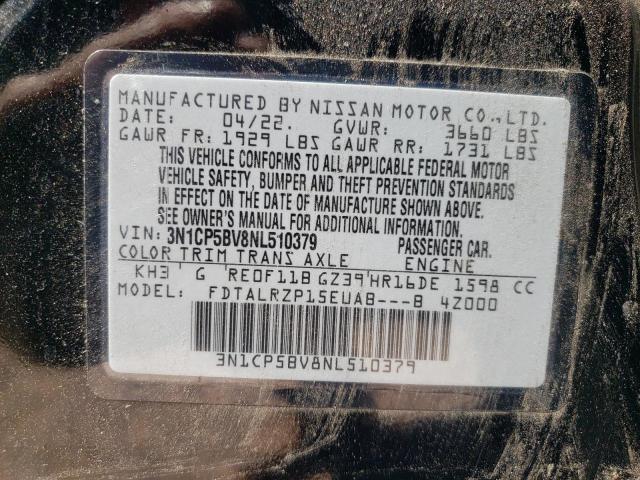 MANUFACTURED BY NISSAN MOTOR CO., LTD.
DATE: 04/22. GVWR: 3660 LBS
GAWR FR: 1929 LBS GAWR RR: 1731 LBS
THIS VEHICLE CONFORMS TO ALL APPLICABLE FEDERAL MOTOR
VEHICLE SAFETY, BUMPER AND THEFT PREVENTION STANDARDS
IN EFFECT ON THE DATE OF MANUFACTURE SHOWN ABOVE.
SEE OWNER'S MANUAL FOR ADDITIONAL INFORMATION.
VIN: 3N1CP5BV8NL510379 PASSENGER CAR.
COLOR TRIM TRANS AXLE ENGINE
KH3 G RE0F11B GZ39 HR16DE 1598 CC
MODEL: FDTALRZP15EUAB---B 4Z000
3N1CP5BV8NL510379